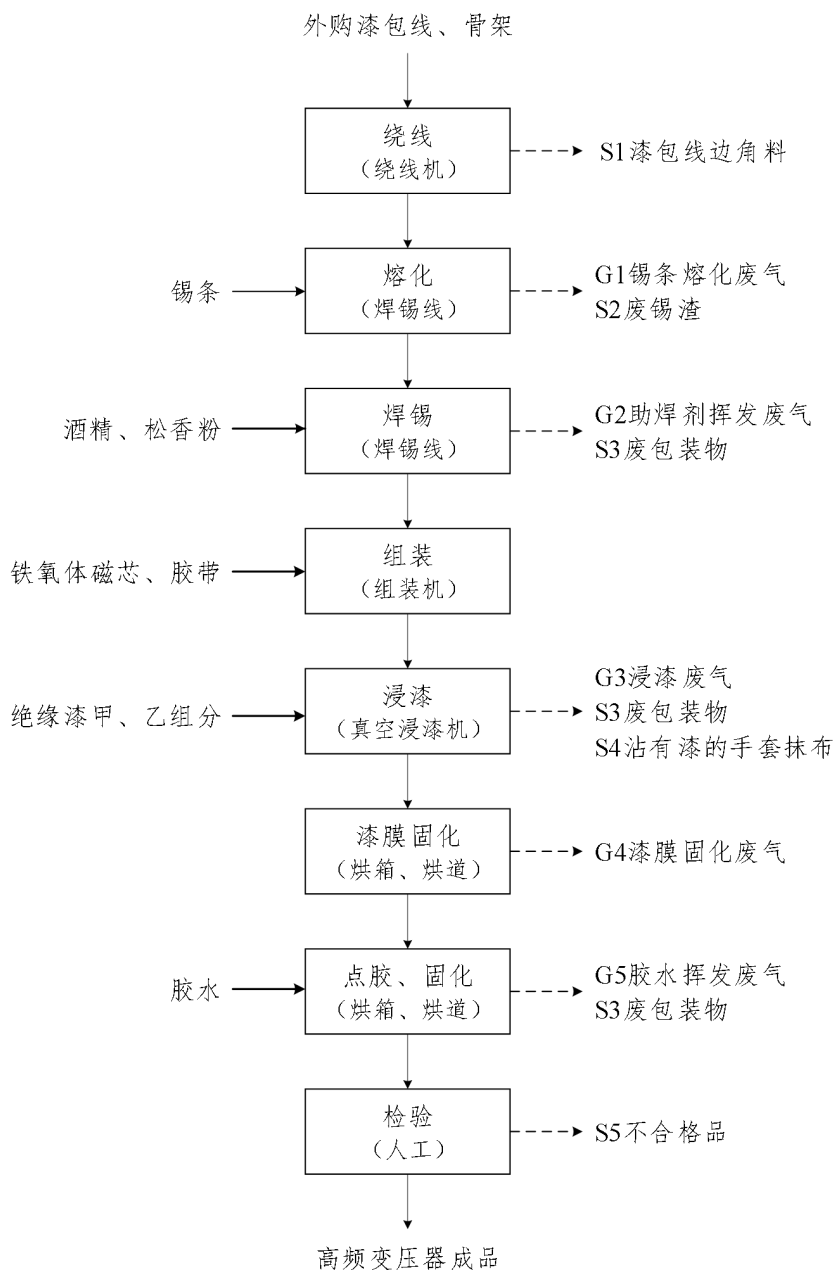 外购漆包线、骨架
绕线
（绕线机）
S1漆包线边角料
锡条
熔化
（焊锡线）
G1锡条熔化废气
S2废锡渣
酒精、松香粉
焊锡
（焊锡线）
G2助焊剂挥发废气
S3废包装物
铁氧体磁芯、胶带
组装
（组装机）
绝缘漆甲、乙组分
浸漆
（真空浸漆机）
G3浸漆废气
S3废包装物
S4沾有漆的手套抹布
漆膜固化
（烘箱、烘道）
G4漆膜固化废气
胶水
点胶、固化
（烘箱、烘道）
G5胶水挥发废气
S3废包装物
检验
（人工）
S5不合格品
高频变压器成品